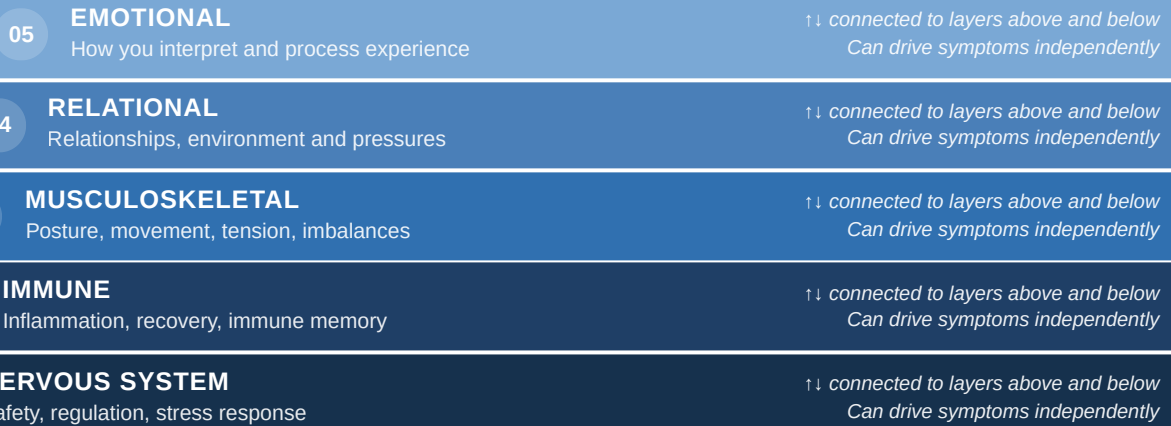 05
EMOTIONAL
How you interpret and process experience
↑↓ connected to layers above and below
Can drive symptoms independently
4
RELATIONAL
Relationships, environment and pressures
↑↓ connected to layers above and below
Can drive symptoms independently
MUSCULOSKELETAL
Posture, movement, tension, imbalances
↑↓ connected to layers above and below
Can drive symptoms independently
IMMUNE
Inflammation, recovery, immune memory
↑↓ connected to layers above and below
Can drive symptoms independently
ERVOUS SYSTEM
afety, regulation, stress response
↑↓ connected to layers above and below
Can drive symptoms independently